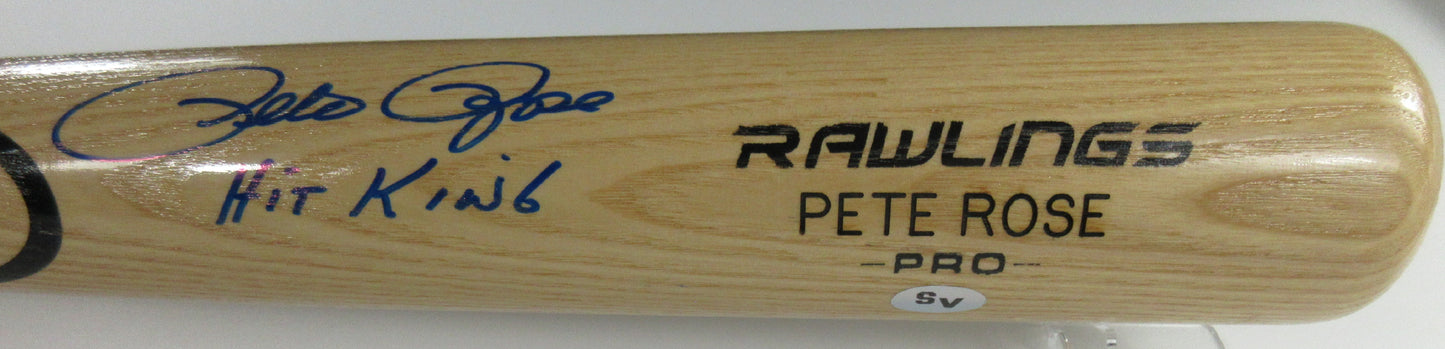 Pete Rose
Hit King
RAWLINGS
PETE ROSE
-PRO-
SV